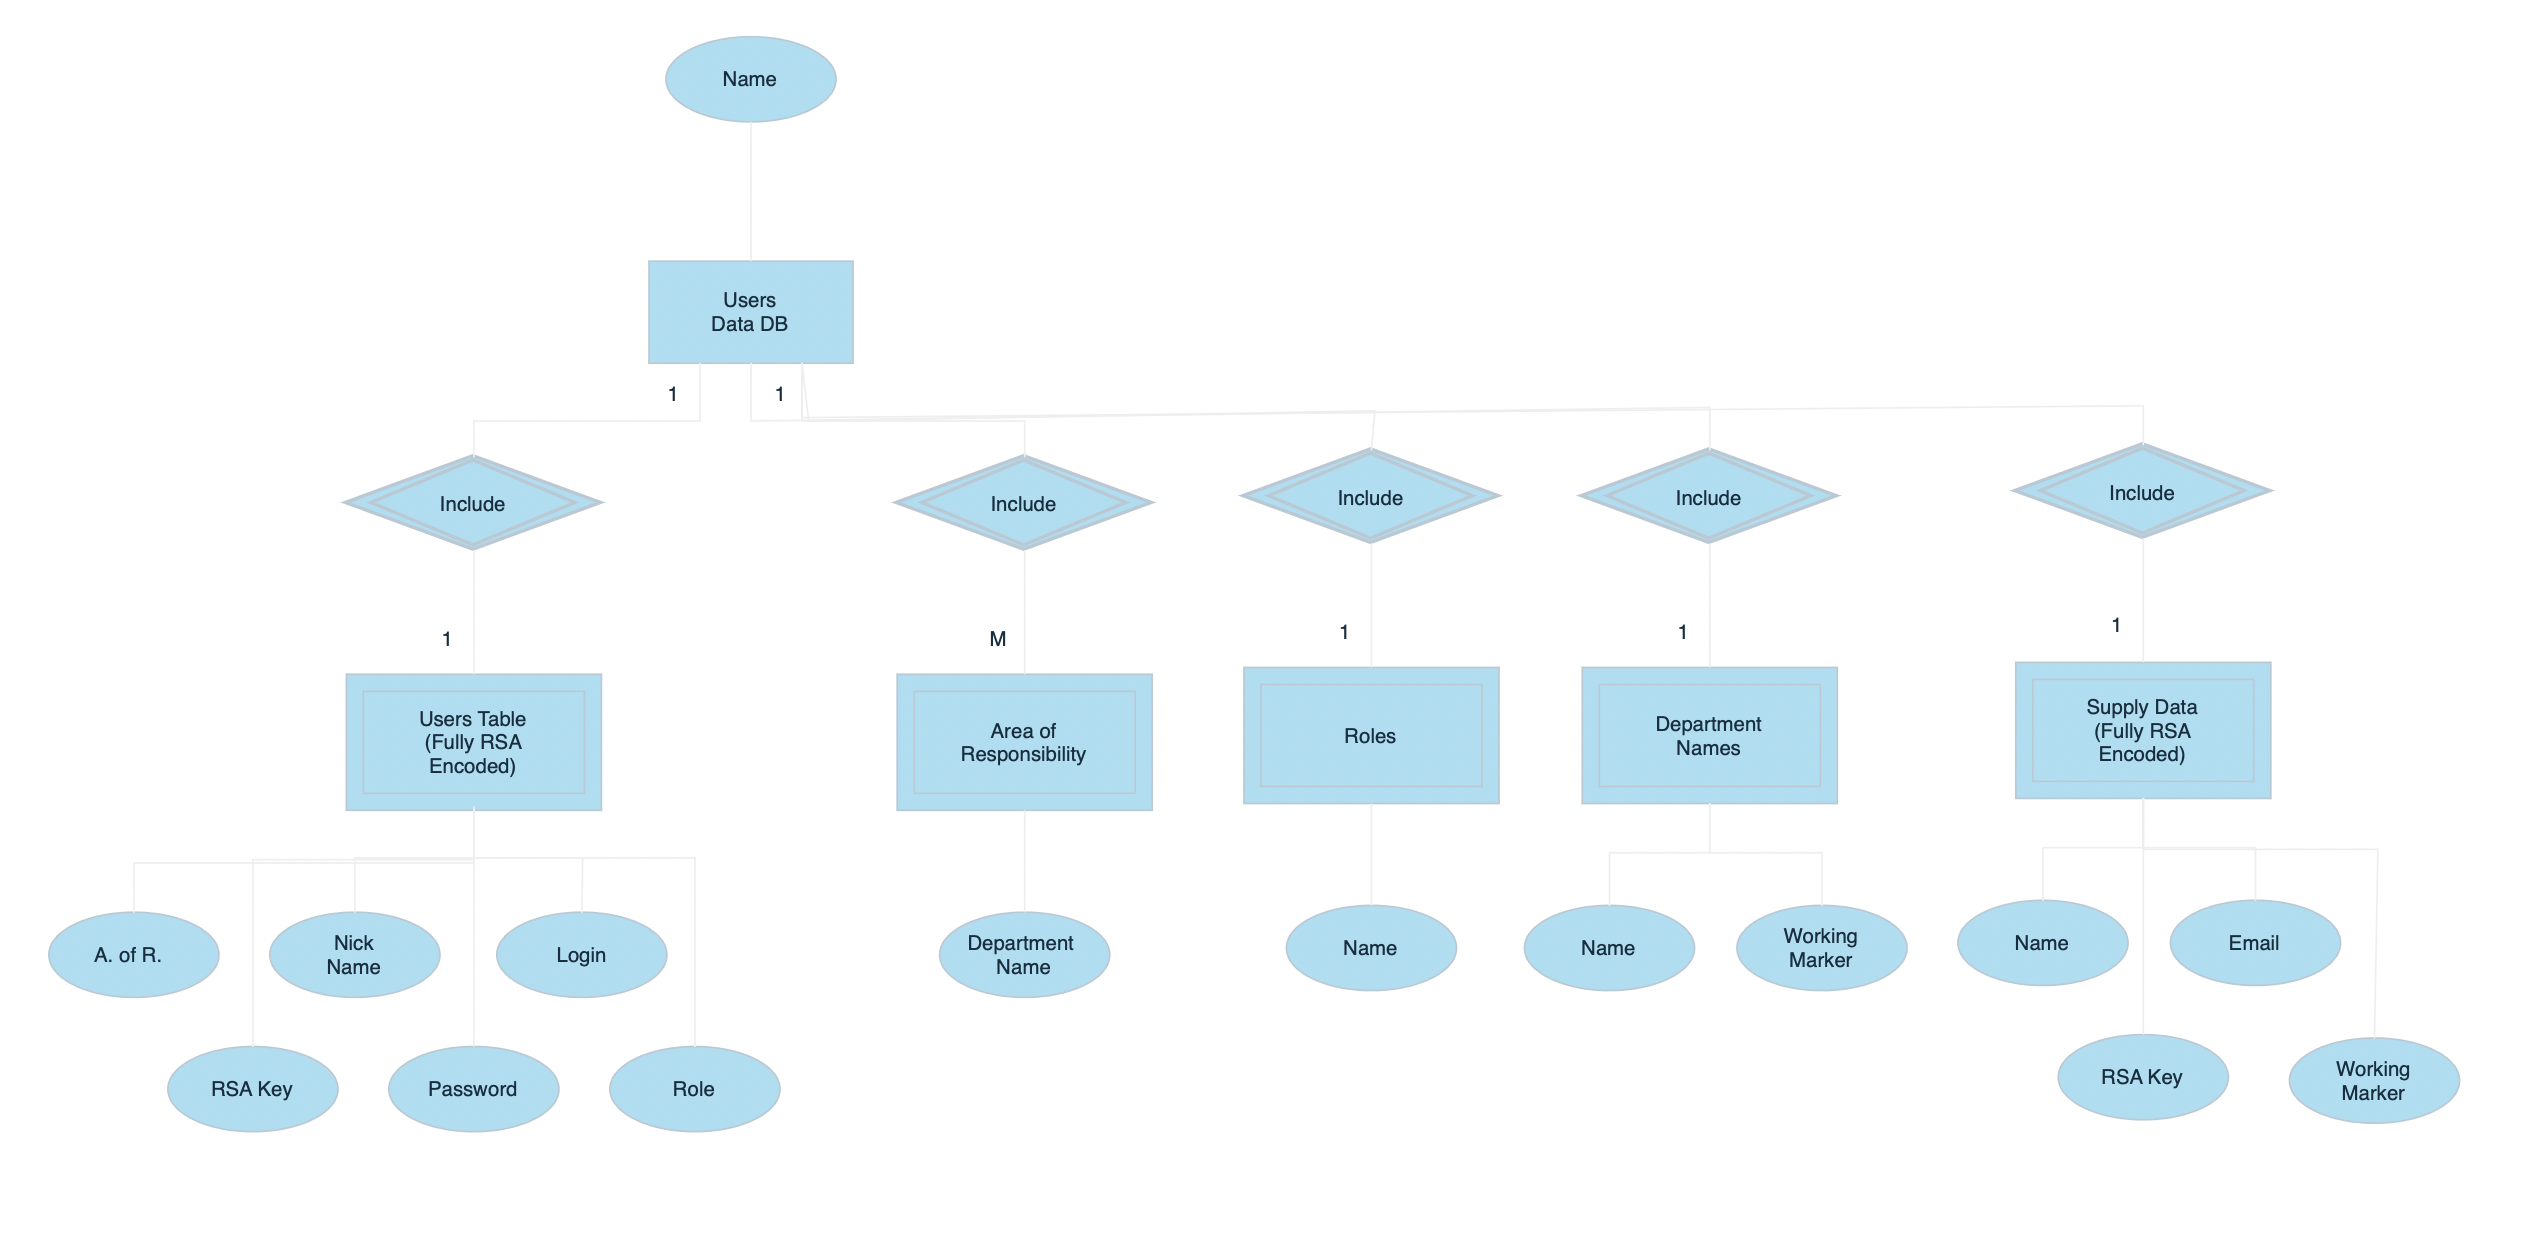 Name
Users
Data DB
1
1
Include
Include
Include
Include
Include
1
M
1
1
1
Users Table
(Fully RSA
Encoded)
Area of
Responsibility
Roles
Department
Names
Supply Data
(Fully RSA
Encoded)
A. of R.
Nick
Name
Login
Department
Name
Name
Name
Working
Marker
Name
Email
RSA Key
Password
Role
RSA Key
Working
Marker